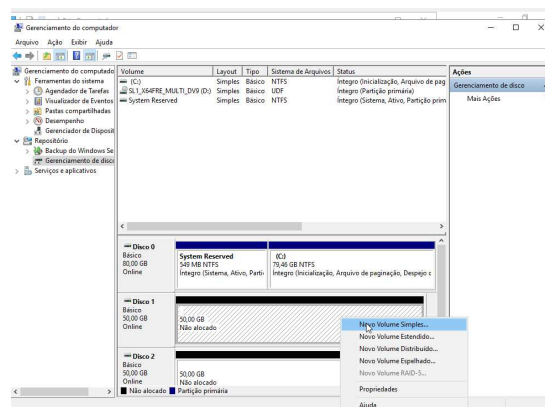 Gerenciamento do computador
Arquivo Ação Exibir Ajuda
Gerenciamento do computado
Ferramentas do sistema
Agendador de Tarefas
Visualizador de Eventos
Pastas compartilhadas
Desempenho
Gerenciador de Disposit
Repositório
Backup do Windows Se
Gerenciamento de disco
Serviços e aplicativos
Volume Layout Tipo Sistema de Arquivos Status
(C:) Simples Básico NTFS Íntegro (Inicialização, Arquivo de pag
SL1_X64FRE_MULTI_DV9 (D:) Simples Básico UDF Íntegro (Partição primária)
System Reserved Simples Básico NTFS Íntegro (Sistema, Ativo, Partição prim
Ações
Gerenciamento de disco
Mais Ações
Disco 0
Básico
80,00 GB
Online
System Reserved
549 MB NTFS
Íntegro (Sistema, Ativo, Parti
(C:)
79,46 GB NTFS
Íntegro (Inicialização, Arquivo de paginação, Despejo c
Disco 1
Básico
50,00 GB
Online
50,00 GB
Não alocado
Disco 2
Básico
50,00 GB
Online
50,00 GB
Não alocado
Novo Volume Simples...
Novo Volume Estendido...
Novo Volume Distribuído...
Novo Volume Espelhado...
Novo Volume RAID-5...
Propriedades
Ajuda
Não alocado Partição primária